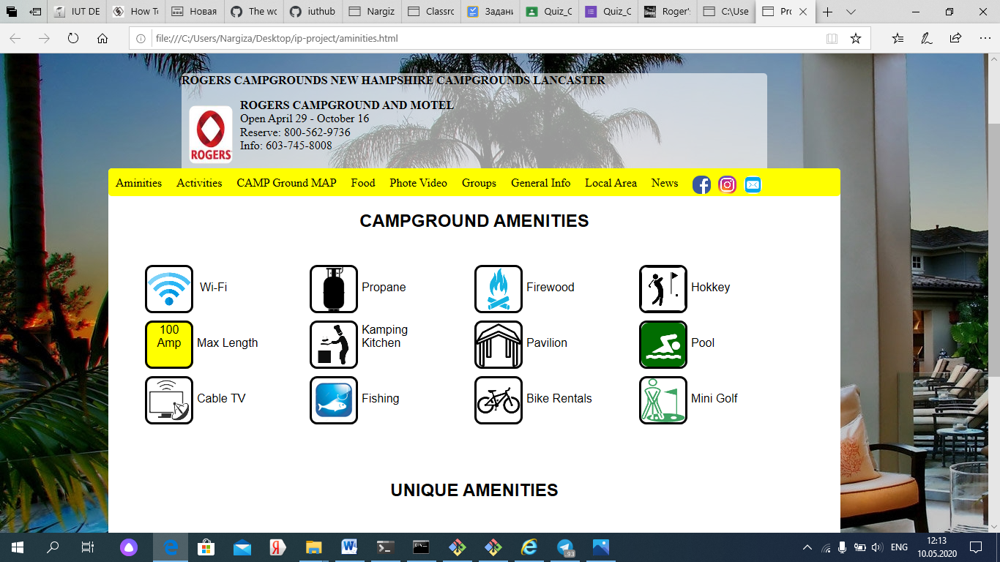 IUT DE
How To
Новая
The wo
iuthub
Nargiz
Classro
Задани
Quiz_C
Quiz_C
Roger's
C:\Use
Pro
file:///C:/Users/Nargiza/Desktop/ip-project/aminities.html
ROGERS CAMPGROUNDS NEW HAMPSHIRE CAMPGROUNDS LANCASTER
ROGERS CAMPGROUND AND MOTEL
Open April 29 - October 16
Reserve: 800-562-9736
Info: 603-745-8008
ROGERS
Aminities Activities CAMP Ground MAP Food Phote Video Groups General Info Local Area News
CAMPGROUND AMENITIES
Wi-Fi Propane Firewood Hokkey
100
Amp
Max Length
Kamping
Kitchen
Pavilion Pool
Cable TV Fishing Bike Rentals Mini Golf
UNIQUE AMENITIES
93
ENG
12:13
10.05.2020